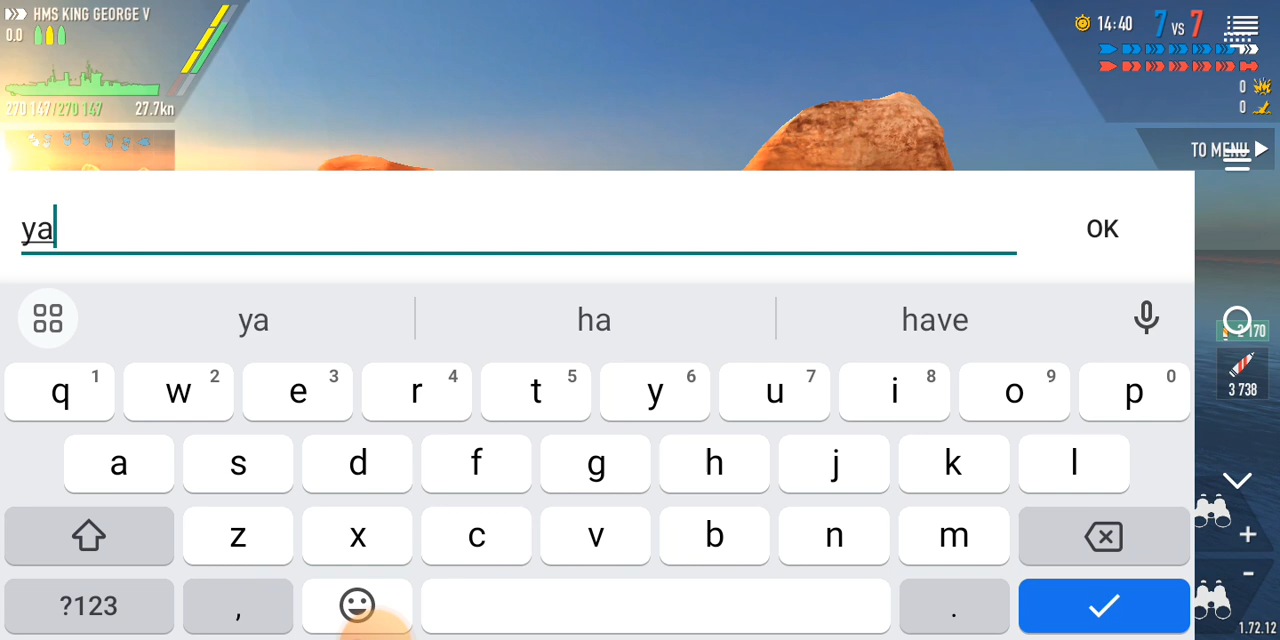 HMS KING GEORGE V
0.0
270 147/270 147
27.7kn
14:40
7 VS 7
0
0
TO MENU
ya
OK
ya
ha
have
q 1
w 2
e 3
r 4
t 5
y 6
u 7
i 8
o 9
p 0
a
s
d
f
g
h
j
k
l
z
x
c
v
b
n
m
?123
,
.
2 170
3 738
+
-
1.72.12